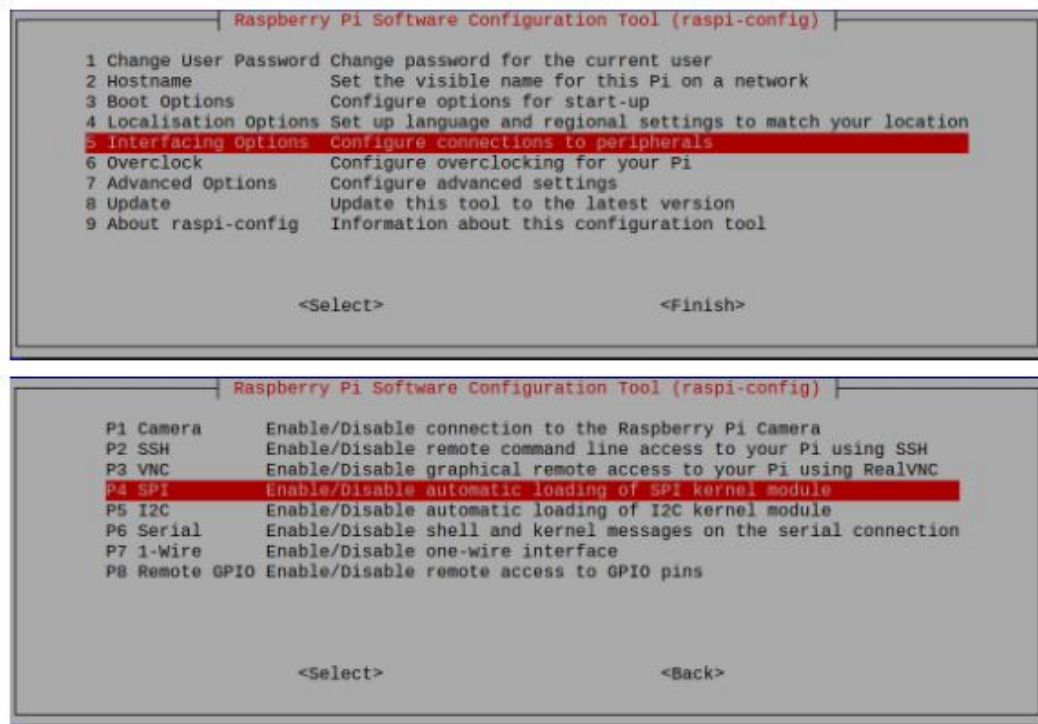 Raspberry Pi Software Configuration Tool (raspi-config)
1 Change User Password Change password for the current user
2 Hostname Set the visible name for this Pi on a network
3 Boot Options Configure options for start-up
4 Localisation Options Set up language and regional settings to match your location
5 Interfacing Options Configure connections to peripherals
6 Overclock Configure overclocking for your Pi
7 Advanced Options Configure advanced settings
8 Update Update this tool to the latest version
9 About raspi-config Information about this configuration tool
<Select> <Finish>
Raspberry Pi Software Configuration Tool (raspi-config)
P1 Camera Enable/Disable connection to the Raspberry Pi Camera
P2 SSH Enable/Disable remote command line access to your Pi using SSH
P3 VNC Enable/Disable graphical remote access to your Pi using RealVNC
P4 SPI Enable/Disable automatic loading of SPI kernel module
P5 I2C Enable/Disable automatic loading of I2C kernel module
P6 Serial Enable/Disable shell and kernel messages on the serial connection
P7 1-Wire Enable/Disable one-wire interface
P8 Remote GPIO Enable/Disable remote access to GPIO pins
<Select> <Back>